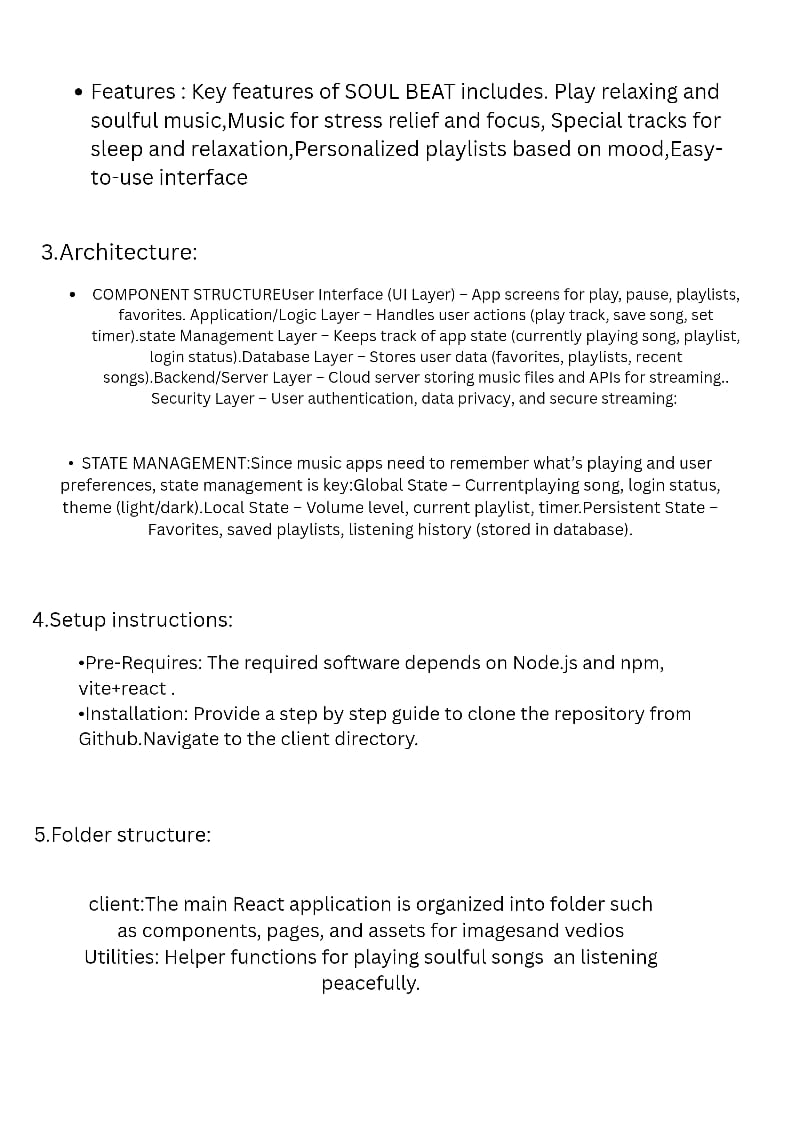 • Features : Key features of SOUL BEAT includes. Play relaxing and
soulful music,Music for stress relief and focus, Special tracks for
sleep and relaxation,Personalized playlists based on mood,Easy-
to-use interface
3.Architecture:
• COMPONENT STRUCTUREUser Interface (UI Layer) – App screens for play, pause, playlists,
favorites. Application/Logic Layer – Handles user actions (play track, save song, set
timer).state Management Layer – Keeps track of app state (currently playing song, playlist,
login status).Database Layer – Stores user data (favorites, playlists, recent
songs).Backend/Server Layer – Cloud server storing music files and APIs for streaming..
Security Layer – User authentication, data privacy, and secure streaming:
• STATE MANAGEMENT:Since music apps need to remember what’s playing and user
preferences, state management is key:Global State – Currentplaying song, login status,
theme (light/dark).Local State – Volume level, current playlist, timer.Persistent State –
Favorites, saved playlists, listening history (stored in database).
4.Setup instructions:
•Pre-Requires: The required software depends on Node.js and npm,
vite+react .
•Installation: Provide a step by step guide to clone the repository from
Github.Navigate to the client directory.
5.Folder structure:
client:The main React application is organized into folder such
as components, pages, and assets for imagesand vedios
Utilities: Helper functions for playing soulful songs  an listening
peacefully.